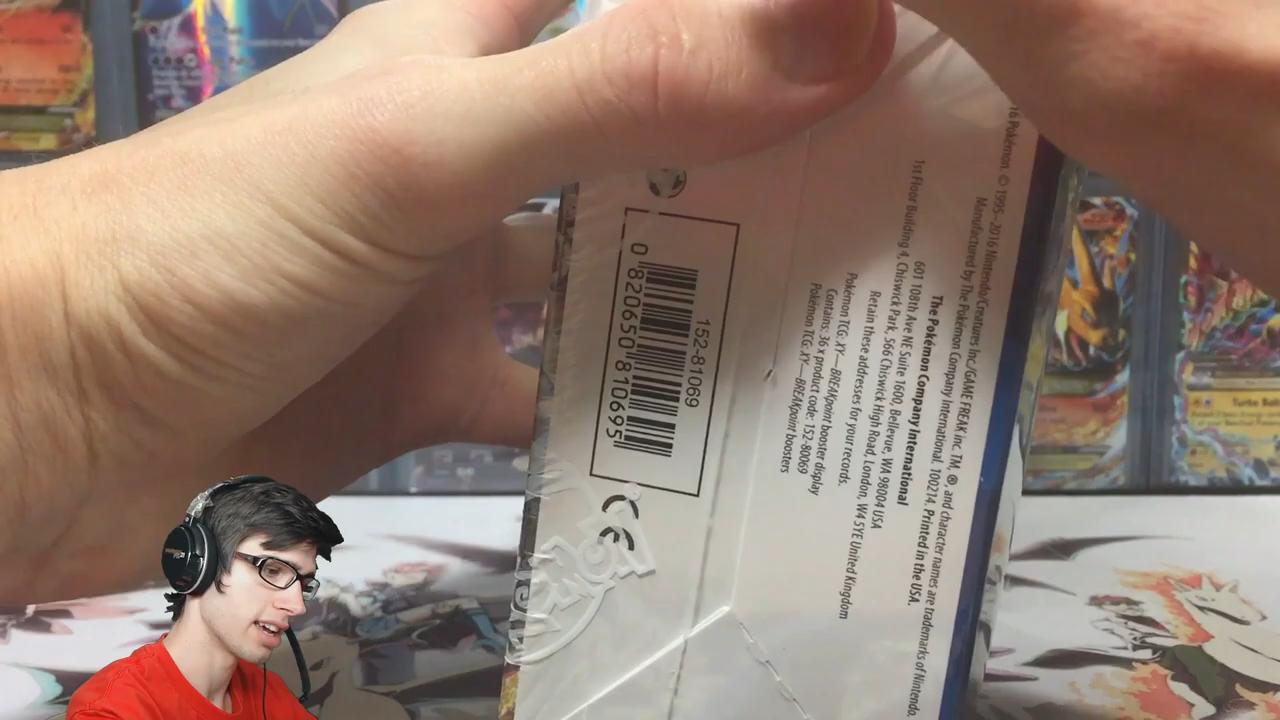 16 Pokémon. © 1995–2016 Nintendo/Creatures Inc./GAME FREAK inc. TM, ®, and character names are trademarks of Nintendo.
Manufactured by The Pokémon Company International. 100214. Printed in the USA.
The Pokémon Company International
601 108th Ave NE Suite 1600, Bellevue, WA 98004 USA
1st Floor Building 4, Chiswick Park, 566 Chiswick High Road, London, W4 5YE United Kingdom
Retain these addresses for your records.
Pokémon TCG: XY—BREAKpoint booster display
Contains: 36 x product code: 152-80069
Pokémon TCG: XY—BREAKpoint boosters
152-81069
0 820650 810695
CE
Turbo